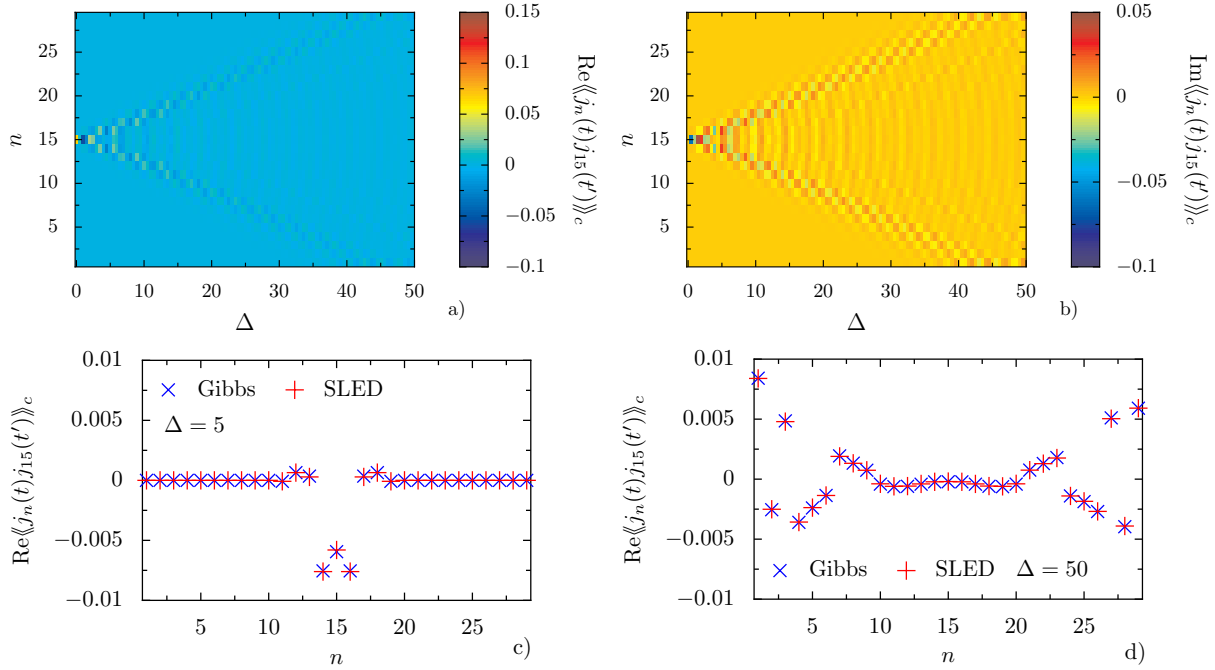 0.15
0.1
0.05
0
−0.05
−0.1
Re⟨⟨j_n(t)j_15(t′)⟩⟩_c
25
20
15
10
5
n
0 10 20 30 40 50
Δ
a)
0.05
0
−0.05
−0.1
Im⟨⟨j_n(t)j_15(t′)⟩⟩_c
25
20
15
10
5
n
0 10 20 30 40 50
Δ
b)
0.01
0.005
0
−0.005
−0.01
Re⟨⟨j_n(t)j_15(t′)⟩⟩_c
Gibbs SLED
Δ = 5
5 10 15 20 25
n
c)
0.01
0.005
0
−0.005
−0.01
Re⟨⟨j_n(t)j_15(t′)⟩⟩_c
Gibbs SLED Δ = 50
5 10 15 20 25
n
d)